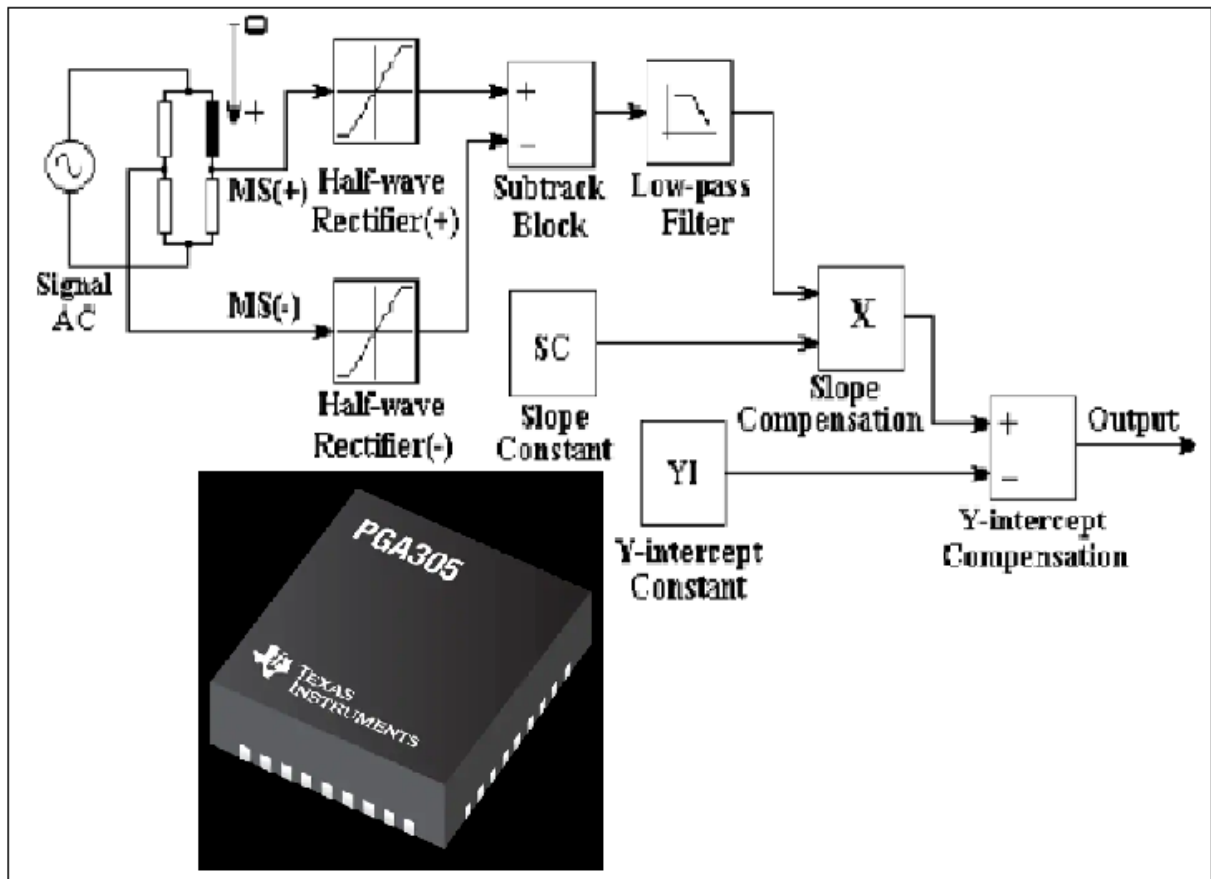 MS(+)
Half-wave
Rectifier(+)
+
+
−
Subtrack
Block
Low-pass
Filter
Signal
AC
MS(-)
Half-wave
Rectifier(-)
SC
Slope
Constant
X
Slope
Compensation
YI
Y-intercept
Constant
+
−
Output
Y-intercept
Compensation
PGA305
TEXAS
INSTRUMENTS